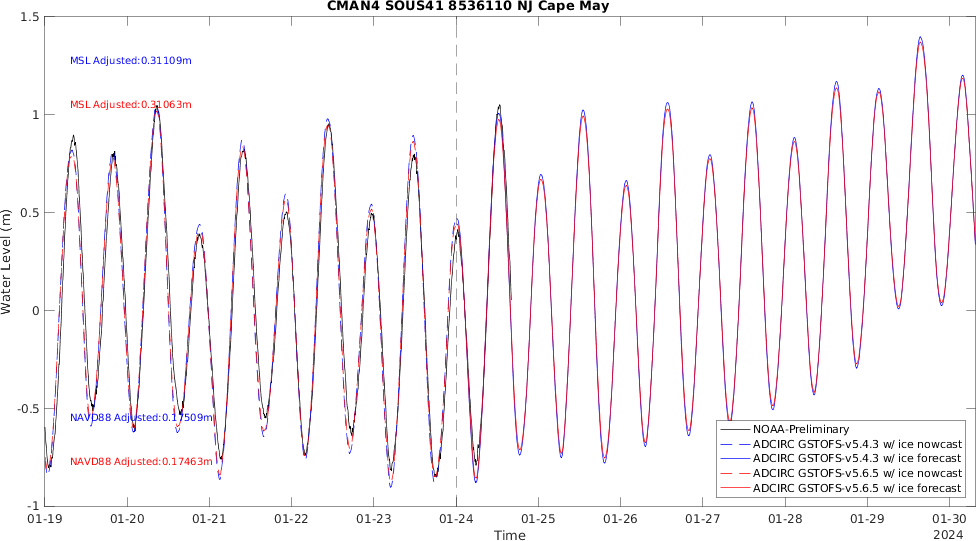 CMAN4 SOUS41 8536110 NJ Cape May
1.5
1
0.5
0
-0.5
-1
Water Level (m)
MSL Adjusted:0.31109m
MSL Adjusted:0.31063m
NAVD88 Adjusted:0.17509m
NAVD88 Adjusted:0.17463m
NOAA-Preliminary
ADCIRC GSTOFS-v5.4.3 w/ ice nowcast
ADCIRC GSTOFS-v5.4.3 w/ ice forecast
ADCIRC GSTOFS-v5.6.5 w/ ice nowcast
ADCIRC GSTOFS-v5.6.5 w/ ice forecast
01-19 01-20 01-21 01-22 01-23 01-24 01-25 01-26 01-27 01-28 01-29 01-30
Time
2024